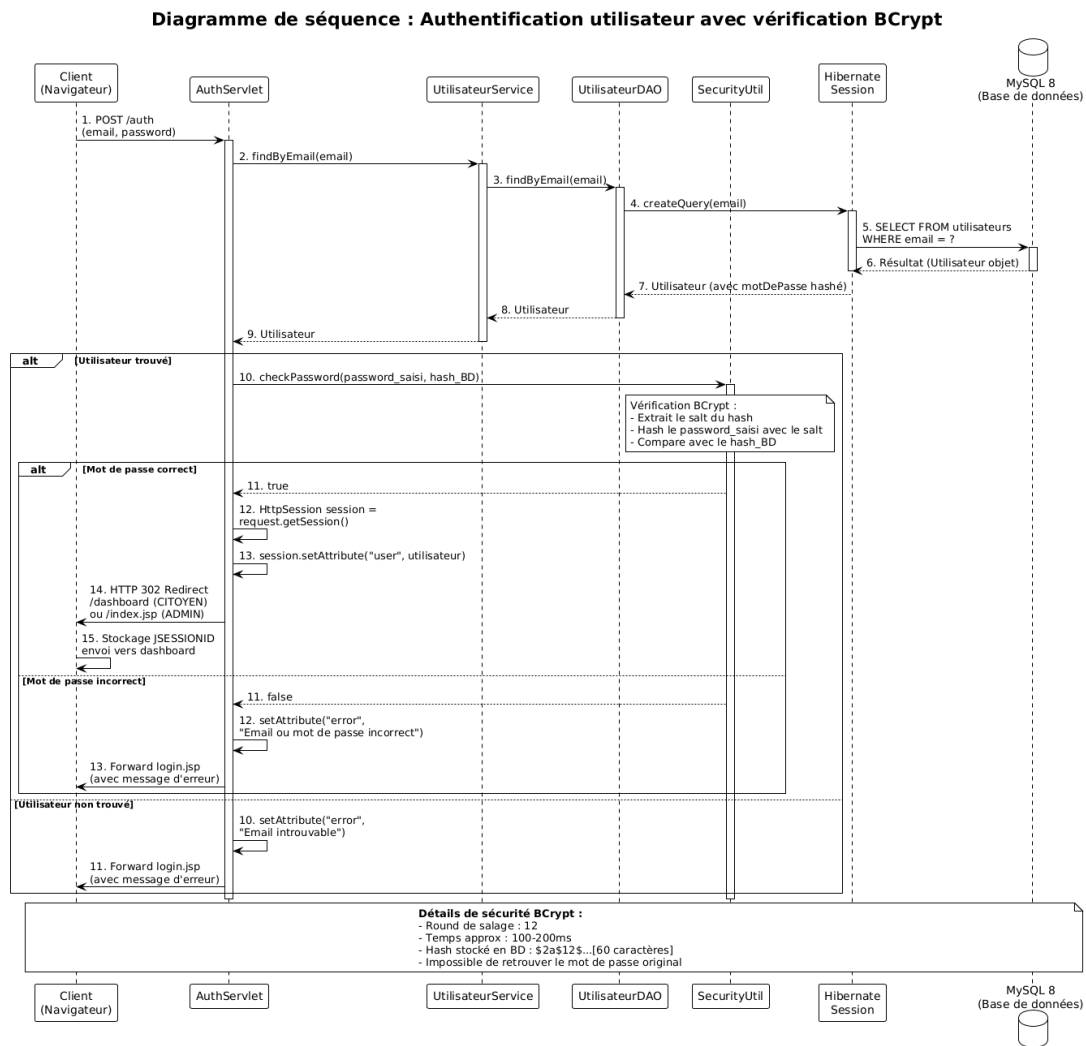 Diagramme de séquence : Authentification utilisateur avec vérification BCrypt
Client
(Navigateur)
AuthServlet
UtilisateurService
UtilisateurDAO
SecurityUtil
Hibernate
Session
MySQL 8
(Base de données)
1. POST /auth
(email, password)
2. findByEmail(email)
3. findByEmail(email)
4. createQuery(email)
5. SELECT FROM utilisateurs
WHERE email = ?
6. Résultat (Utilisateur objet)
7. Utilisateur (avec motDePasse hashé)
8. Utilisateur
9. Utilisateur
alt
[Utilisateur trouvé]
10. checkPassword(password_saisi, hash_BD)
Vérification BCrypt :
- Extrait le salt du hash
- Hash le password_saisi avec le salt
- Compare avec le hash_BD
alt
[Mot de passe correct]
11. true
12. HttpSession session =
request.getSession()
13. session.setAttribute("user", utilisateur)
14. HTTP 302 Redirect
/dashboard (CITOYEN)
ou /index.jsp (ADMIN)
15. Stockage JSESSIONID
envoi vers dashboard
[Mot de passe incorrect]
11. false
12. setAttribute("error",
"Email ou mot de passe incorrect")
13. Forward login.jsp
(avec message d'erreur)
[Utilisateur non trouvé]
10. setAttribute("error",
"Email introuvable")
11. Forward login.jsp
(avec message d'erreur)
Détails de sécurité BCrypt :
- Round de salage : 12
- Temps approx : 100-200ms
- Hash stocké en BD : $2a$12$...[60 caractères]
- Impossible de retrouver le mot de passe original
Client
(Navigateur)
AuthServlet
UtilisateurService
UtilisateurDAO
SecurityUtil
Hibernate
Session
MySQL 8
(Base de données)